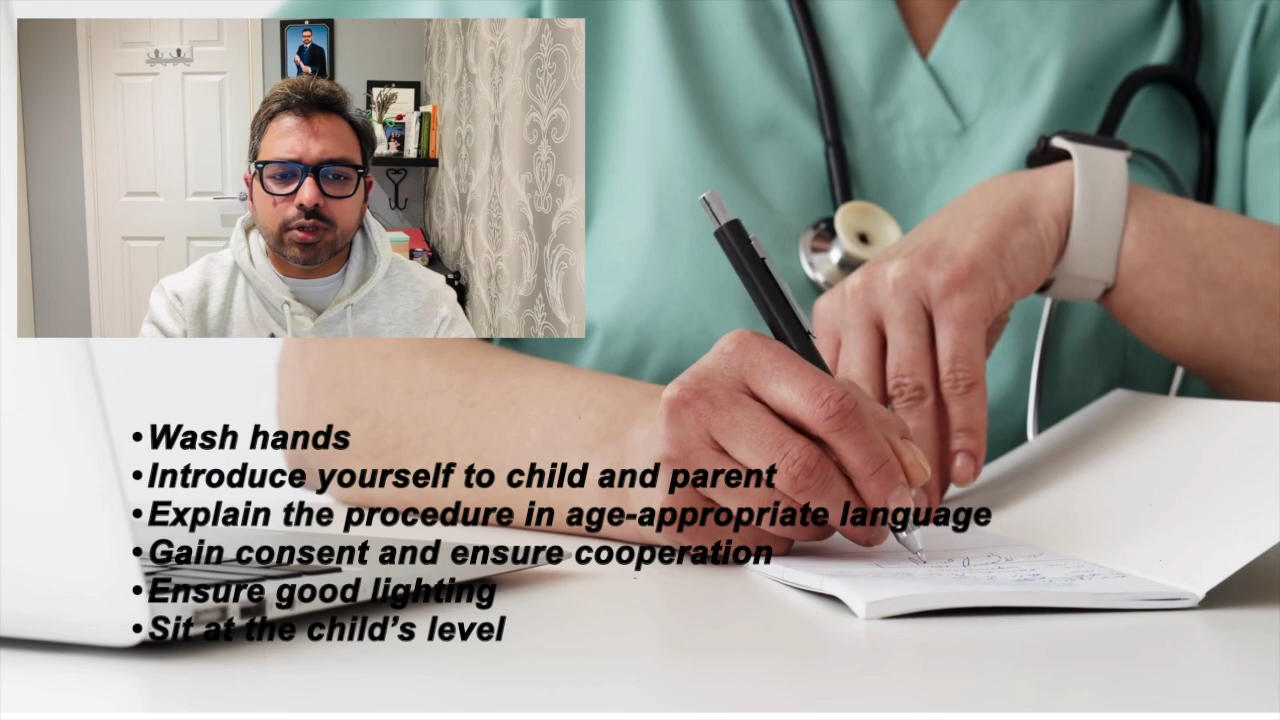 •Wash hands
•Introduce yourself to child and parent
•Explain the procedure in age-appropriate language
•Gain consent and ensure cooperation
•Ensure good lighting
•Sit at the child’s level